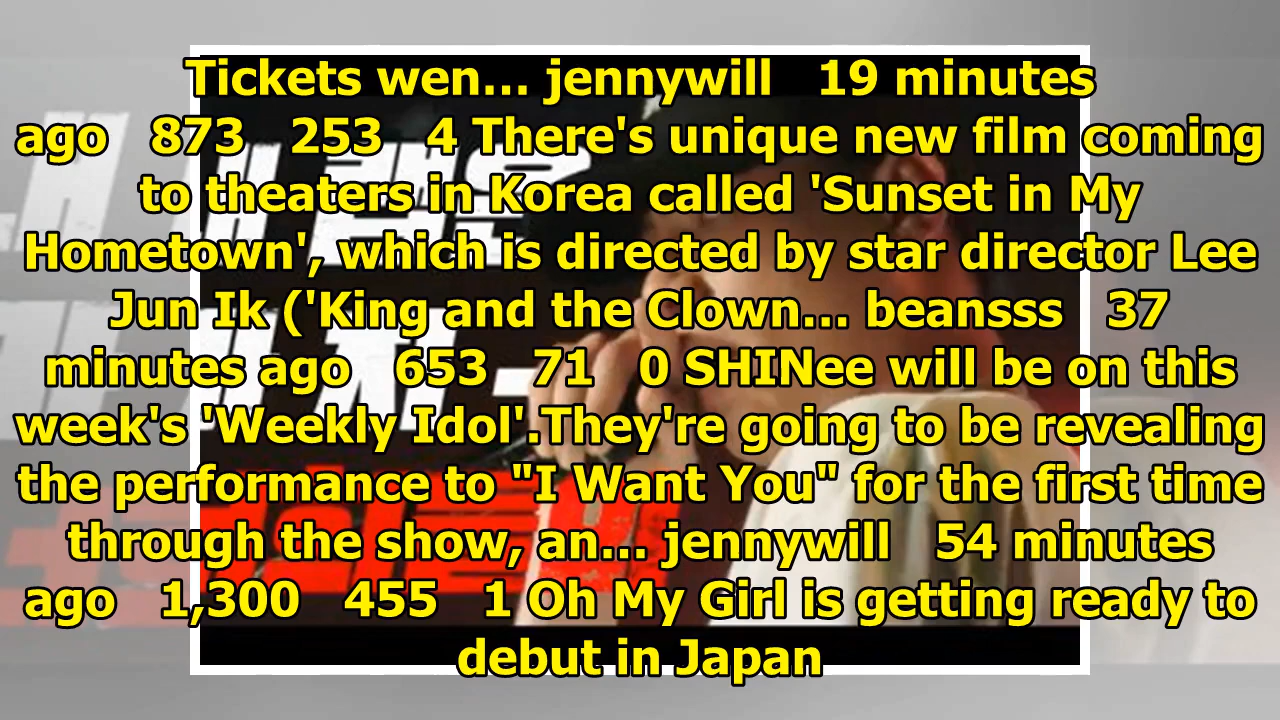 Tickets wen... jennywill 19 minutes
ago 873 253 4 There's unique new film coming
to theaters in Korea called 'Sunset in My
Hometown', which is directed by star director Lee
Jun Ik ('King and the Clown... beansss 37
minutes ago 653 71 0 SHINee will be on this
week's 'Weekly Idol'.They're going to be revealing
the performance to "I Want You" for the first time
through the show, an... jennywill 54 minutes
ago 1,300 455 1 Oh My Girl is getting ready to
debut in Japan